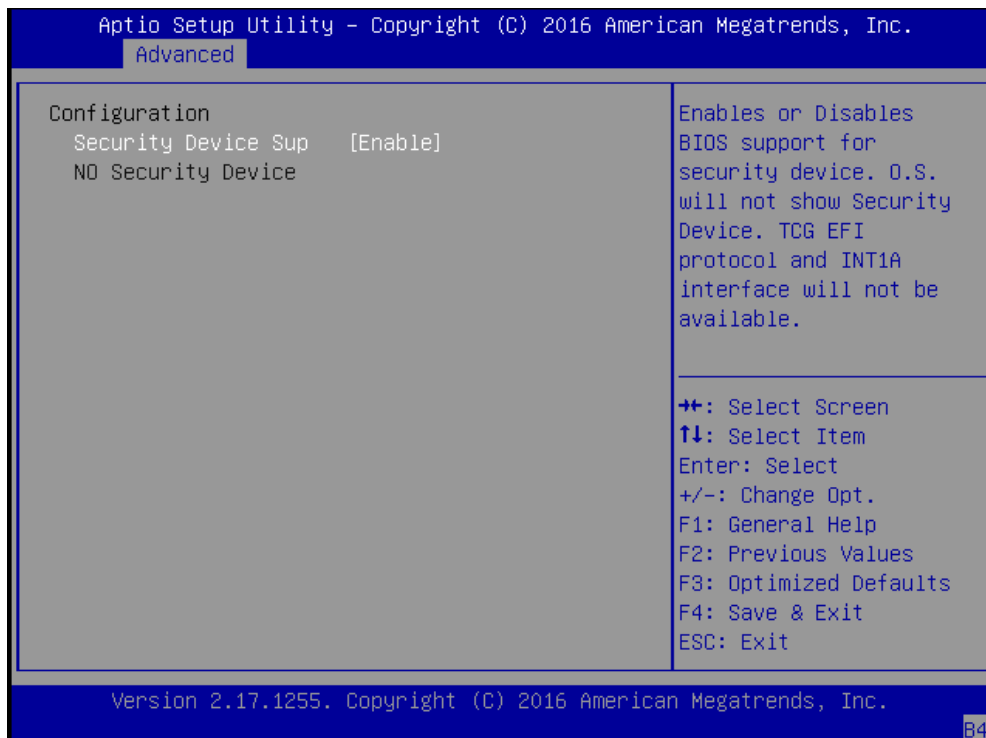 Aptio Setup Utility – Copyright (C) 2016 American Megatrends, Inc.
Advanced
Configuration
Security Device Sup [Enable]
NO Security Device
Enables or Disables
BIOS support for
security device. O.S.
will not show Security
Device. TCG EFI
protocol and INT1A
interface will not be
available.
→←: Select Screen
↑↓: Select Item
Enter: Select
+/-: Change Opt.
F1: General Help
F2: Previous Values
F3: Optimized Defaults
F4: Save & Exit
ESC: Exit
Version 2.17.1255. Copyright (C) 2016 American Megatrends, Inc.
B4